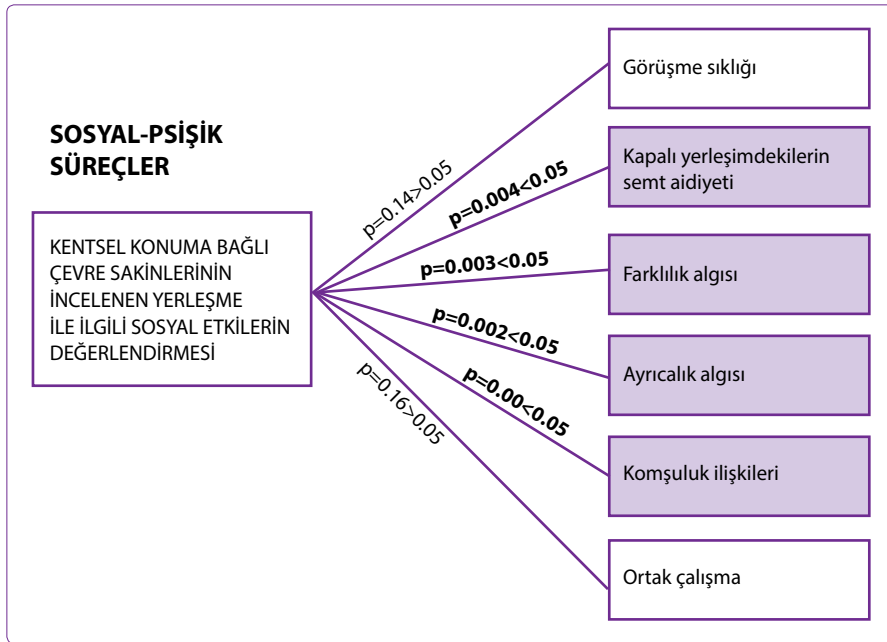 SOSYAL-PSİŞİK
SÜREÇLER
KENTSEL KONUMA BAĞLI
ÇEVRE SAKİNLERİNİN
İNCELENEN YERLEŞME
İLE İLGİLİ SOSYAL ETKİLERİN
DEĞERLENDİRMESİ
p=0.14>0.05
p=0.004<0.05
p=0.003<0.05
p=0.002<0.05
p=0.00<0.05
p=0.16>0.05
Görüşme sıklığı
Kapalı yerleşimdekilerin
semt aidiyeti
Farklılık algısı
Ayrıcalık algısı
Komşuluk ilişkileri
Ortak çalışma